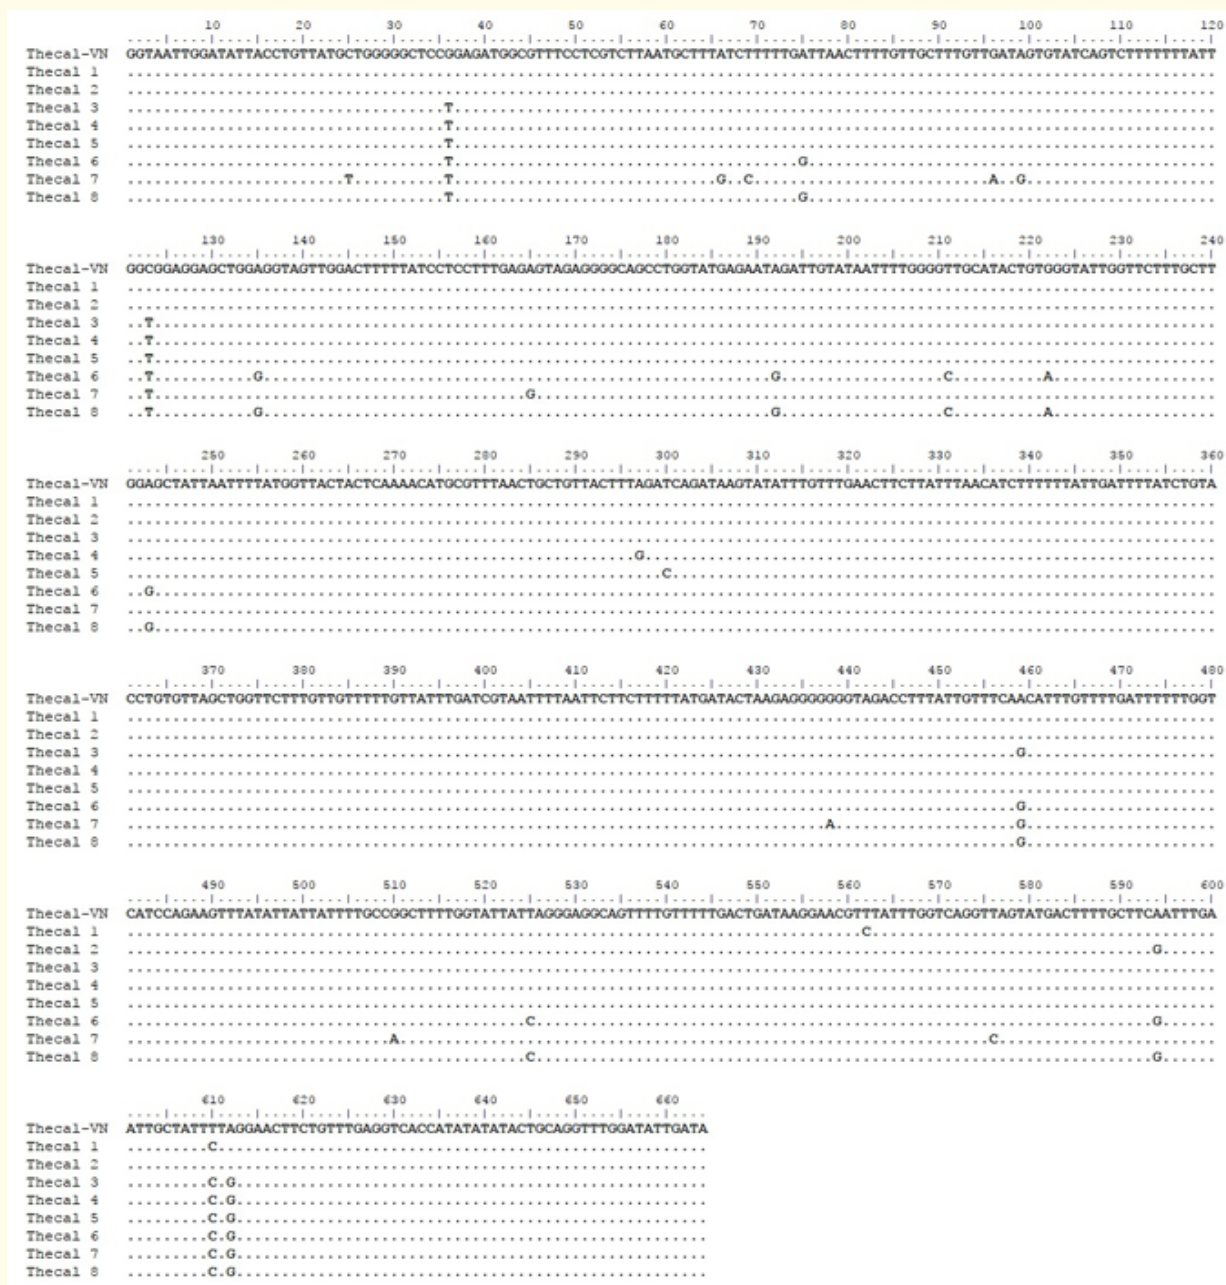 10 20 30 40 50 60 70 80 90 100 110 120
Thecal-VN GGTAATTGGATATTACCTGTTATGCTGGGGGCTCCGGAGATGGCGTTTCCTCGTCTTAATGCTTTATCTTTTTGATTAACTTTTGTTGCTTTGTTGATAGTGTATCAGTCTTTTTTTATT
Thecal 1
Thecal 2
Thecal 3 T
Thecal 4 T
Thecal 5 T
Thecal 6 T G
Thecal 7 T T G C A G
Thecal 8 T G
130 140 150 160 170 180 190 200 210 220 230 240
Thecal-VN GGCGGAGGAGCTGGAGGTAGTTGGACTTTTTATCCTCCTTTGAGAGTAGAGGGGCAGCCTGGTATGAGAATAGATTGTATAATTTTGGGGTTGCATACTGTGGGTATTGGTTCTTTGCTT
Thecal 1
Thecal 2
Thecal 3 T
Thecal 4 T
Thecal 5 T
Thecal 6 T G G C A
Thecal 7 T G
Thecal 8 T G G C A
250 260 270 280 290 300 310 320 330 340 350 360
Thecal-VN GGAGCTATTAATTTTATGGTTACTACTCAAAACATGCGTTTAACTGCTGTTACTTTAGATCAGATAAGTATATTTGTTTGAACTTCTTATTTAACATCTTTTTTATTGATTTTATCTGTA
Thecal 1
Thecal 2
Thecal 3
Thecal 4 G
Thecal 5 C
Thecal 6 G
Thecal 7
Thecal 8 G
370 380 390 400 410 420 430 440 450 460 470 480
Thecal-VN CCTGTGTTAGCTGGTTCTTTGTTGTTTTTGTTATTTGATCGTAATTTTAATTCTTCTTTTTATGATACTAAGAGGGGGGGTAGACCTTTATTGTTTCAACATTTGTTTTGATTTTTTGGT
Thecal 1
Thecal 2
Thecal 3 G
Thecal 4
Thecal 5
Thecal 6 G
Thecal 7 A G
Thecal 8 G
490 500 510 520 530 540 550 560 570 580 590 600
Thecal-VN CATCCAGAAGTTTATATTATTATTTTGCCGGCTTTTGGTATTATTAGGGAGGCAGTTTTGTTTTTGACTGATAAGGAACGTTTATTTGGTCAGGTTAGTATGACTTTTGCTTCAATTTGA
Thecal 1 C
Thecal 2 G
Thecal 3
Thecal 4
Thecal 5
Thecal 6 C G
Thecal 7 A C
Thecal 8 C G
610 620 630 640 650 660
Thecal-VN ATTGCTATTTTAGGAACTTCTGTTTGAGGTCACCATATATATACTGCAGGTTTGGATATTGATA
Thecal 1 C
Thecal 2
Thecal 3 C.G
Thecal 4 C.G
Thecal 5 C.G
Thecal 6 C.G
Thecal 7 C.G
Thecal 8 C.G